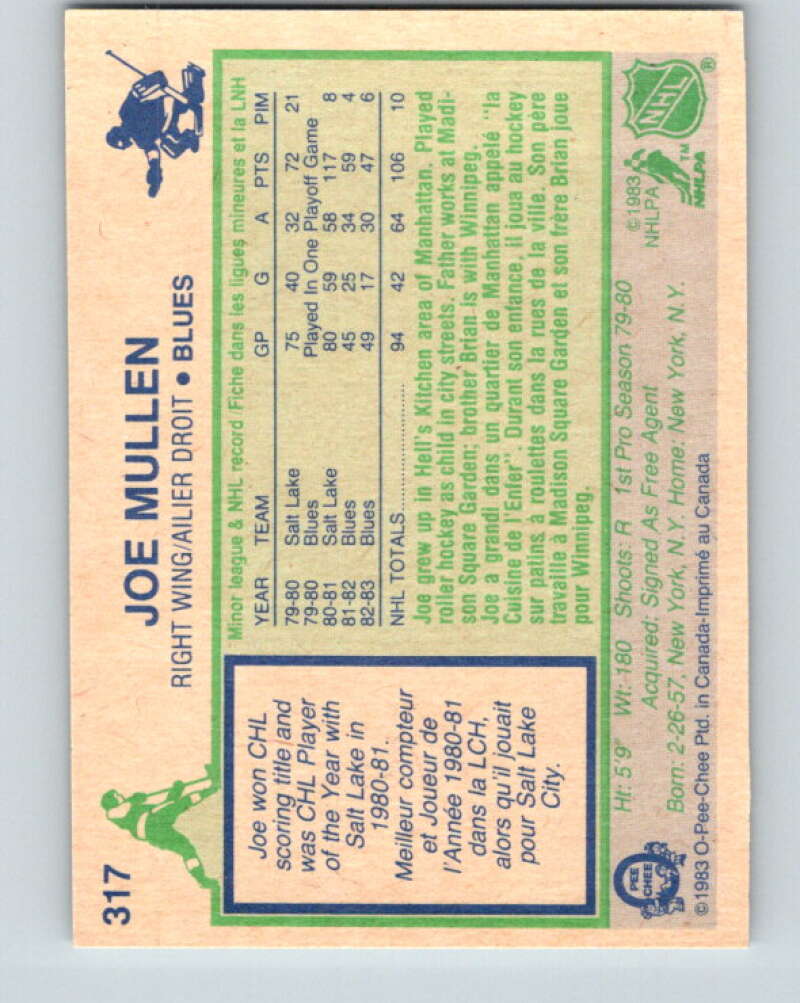 317
JOE MULLEN
RIGHT WING/AILIER DROIT • BLUES
Joe won CHL
scoring title and
was CHL Player
of the Year with
Salt Lake in
1980-81.
Meilleur compteur
et Joueur de
l'Année 1980-81
dans la LCH,
alors qu'il jouait
pour Salt Lake
City.
Minor league & NHL record/Fiche dans les ligues mineures et la LNH
YEAR TEAM GP G A PTS PIM
79-80 Salt Lake 75 40 32 72 21
79-80 Blues Played In One Playoff Game
80-81 Salt Lake 80 59 58 117 8
81-82 Blues 45 25 34 59 4
82-83 Blues 49 17 30 47 6
NHL TOTALS 94 42 64 106 10
Joe grew up in Hell's Kitchen area of Manhattan. Played
roller hockey as child in city streets. Father works at Madi-
son Square Garden; brother Brian is with Winnipeg.
Joe a grandi dans un quartier de Manhattan appelé "la
Cuisine de l'Enfer". Durant son enfance, il joua au hockey
sur patins à roulettes dans la rues de la ville. Son père
travaille à Madison Square Garden et son frère Brian joue
pour Winnipeg.
PEE
CHEE
Ht: 5'9" Wt: 180 Shoots: R 1st Pro Season 79-80
Acquired: Signed As Free Agent
Born: 2-26-57, New York, N.Y. Home: New York, N.Y.
©1983 O-Pee-Chee Ptd. in Canada-Imprimé au Canada
©1983
NHLPA
NHLPA
TM
NHL
®